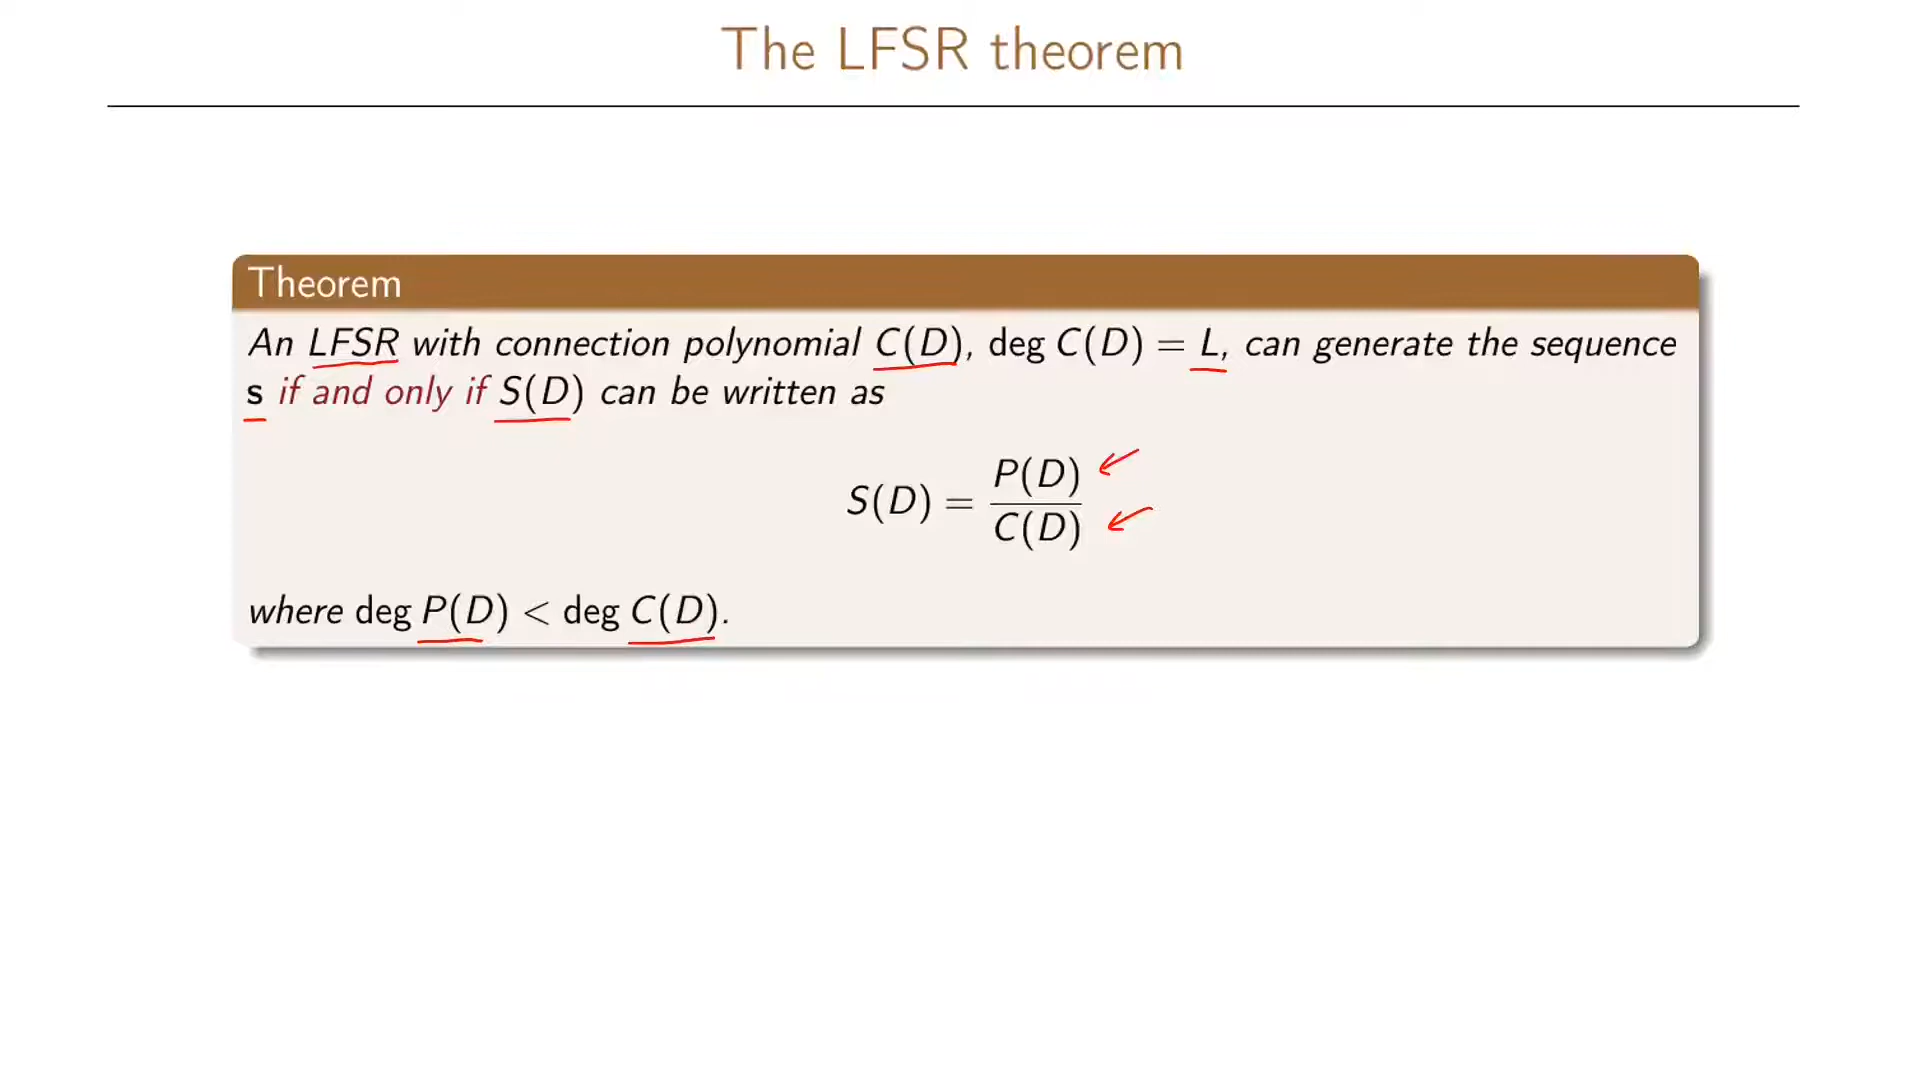 The LFSR theorem
Theorem
An LFSR with connection polynomial C(D), deg C(D) = L, can generate the sequence
s if and only if S(D) can be written as
S(D) = P(D) / C(D)
where deg P(D) < deg C(D).